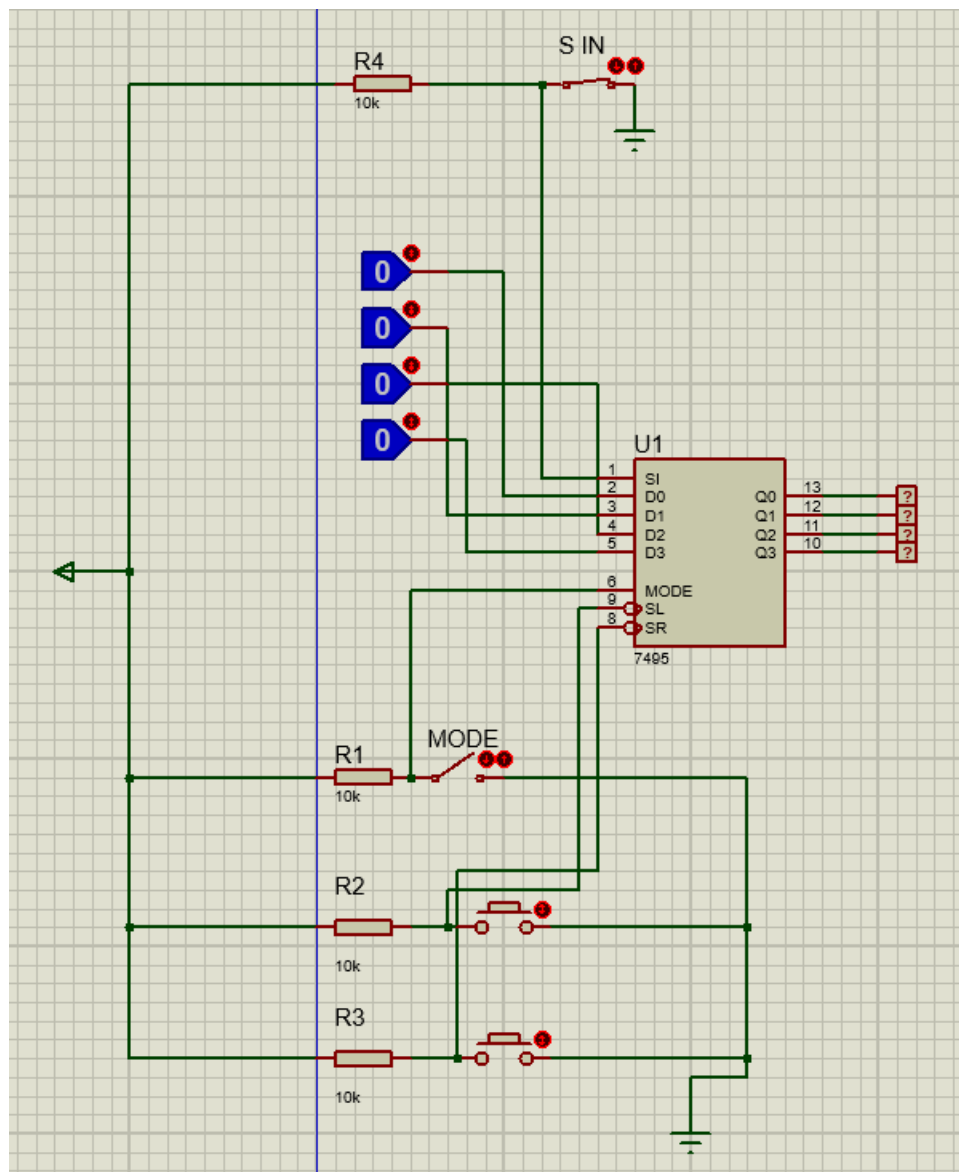 S IN
R4
10k
0
0
0
0
U1
1 SI
2 D0 Q0 13 ?
3 D1 Q1 12 ?
4 D2 Q2 11 ?
5 D3 Q3 10 ?
6 MODE
9 SL
8 SR
7495
MODE
R1
10k
R2
10k
R3
10k